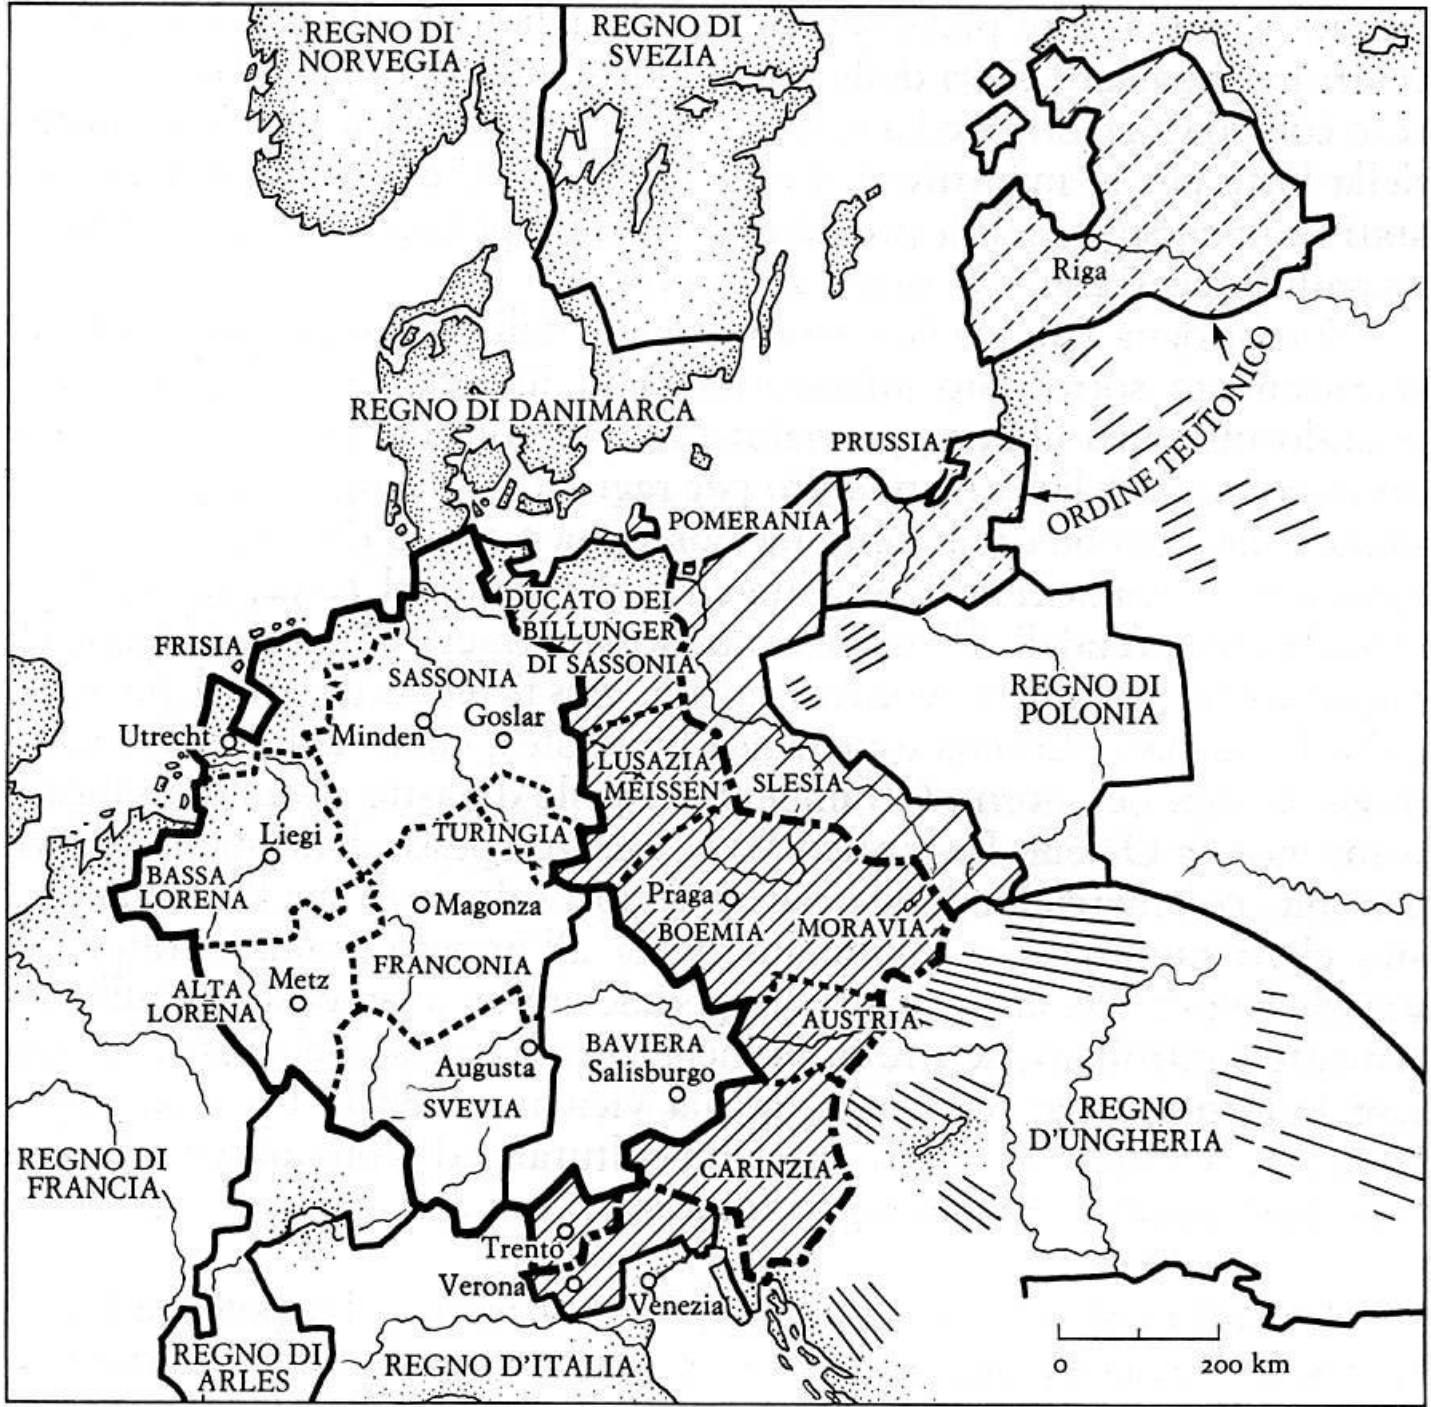 REGNO DI
NORVEGIA
REGNO DI
SVEZIA
Riga
REGNO DI DANIMARCA
PRUSSIA
ORDINE TEUTONICO
POMERANIA
DUCATO DEI
BILLUNGER
DI SASSONIA
FRISIA
SASSONIA
Utrecht
Minden
Goslar
REGNO DI
POLONIA
LUSAZIA
MEISSEN
SLESIA
Liegi
TURINGIA
BASSA
LORENA
Magonza
Praga
BOEMIA
MORAVIA
Metz
FRANCONIA
ALTA
LORENA
AUSTRIA
Augusta
BAVIERA
Salisburgo
SVEVIA
REGNO
D'UNGHERIA
REGNO DI
FRANCIA
CARINZIA
Trento
Verona
Venezia
REGNO DI
ARLES
REGNO D'ITALIA
0 200 km